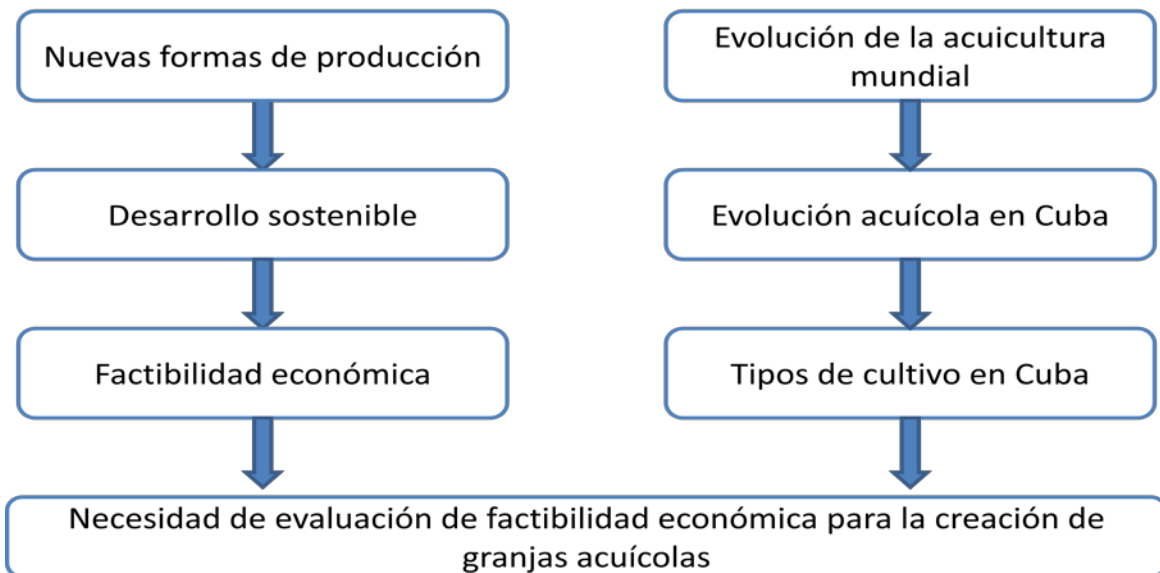 Nuevas formas de producción
Evolución de la acuicultura
mundial
Desarrollo sostenible
Evolución acuícola en Cuba
Factibilidad económica
Tipos de cultivo en Cuba
Necesidad de evaluación de factibilidad económica para la creación de
granjas acuícolas